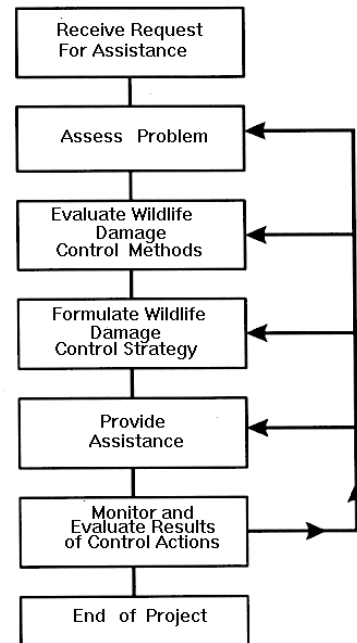 Receive Request
For Assistance
Assess Problem
Evaluate Wildlife
Damage
Control Methods
Formulate Wildlife
Damage
Control Strategy
Provide
Assistance
Monitor and
Evaluate Results
of Control Actions
End of Project